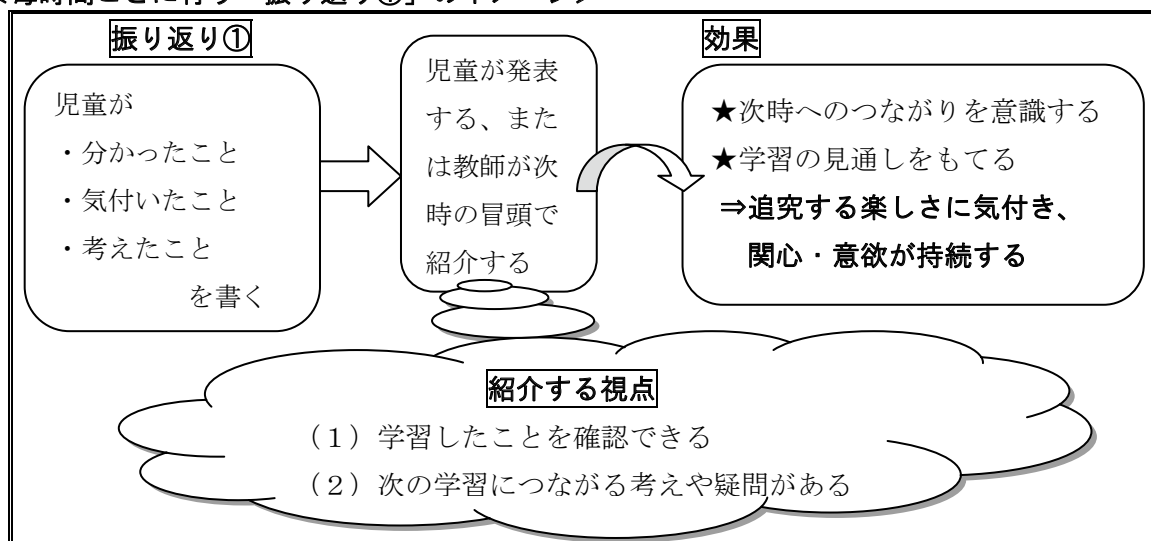 振り返り①
児童が
・分かったこと
・気付いたこと
・考えたこと
を書く
児童が発表
する、また
は教師が次
時の冒頭で
紹介する
効果
★次時へのつながりを意識する
★学習の見通しをもてる
⇒追究する楽しさに気付き、
関心・意欲が持続する
紹介する視点
(1)学習したことを確認できる
(2)次の学習につながる考えや疑問がある